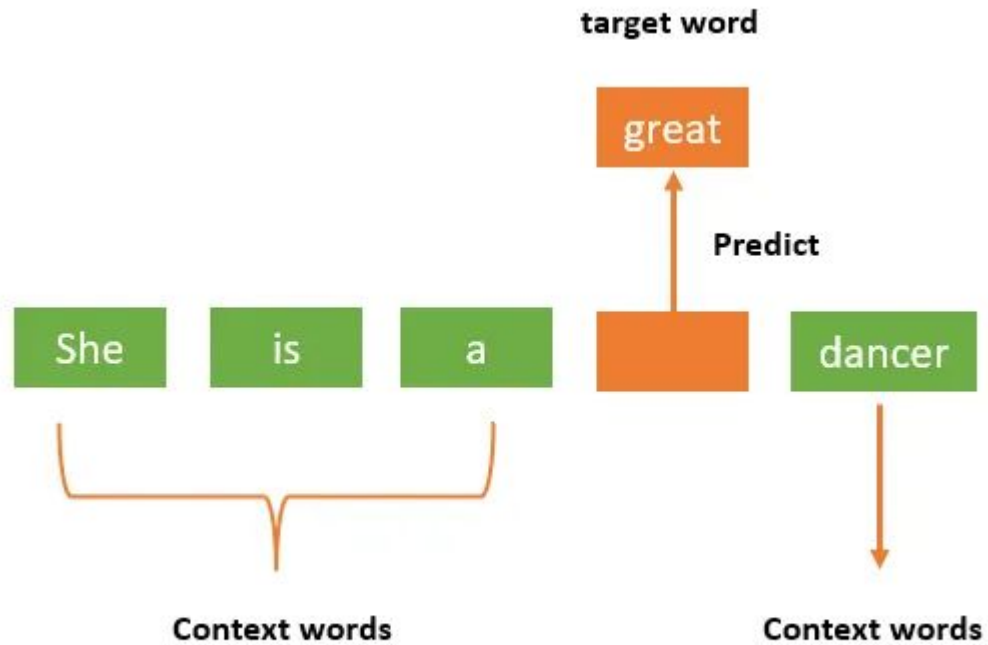 target word
great
Predict
She is a dancer
Context words Context words